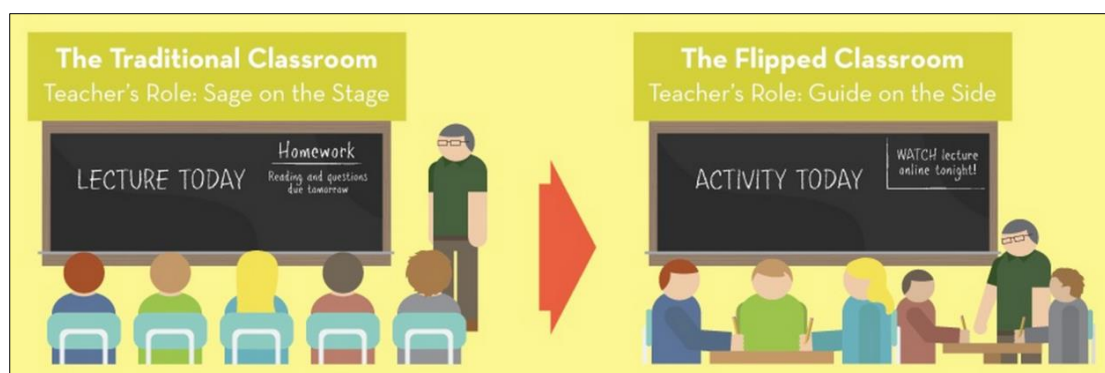 The Traditional Classroom
Teacher's Role: Sage on the Stage
LECTURE TODAY
Homework
Reading and questions
due tomorrow
The Flipped Classroom
Teacher's Role: Guide on the Side
ACTIVITY TODAY
WATCH lecture
online tonight!